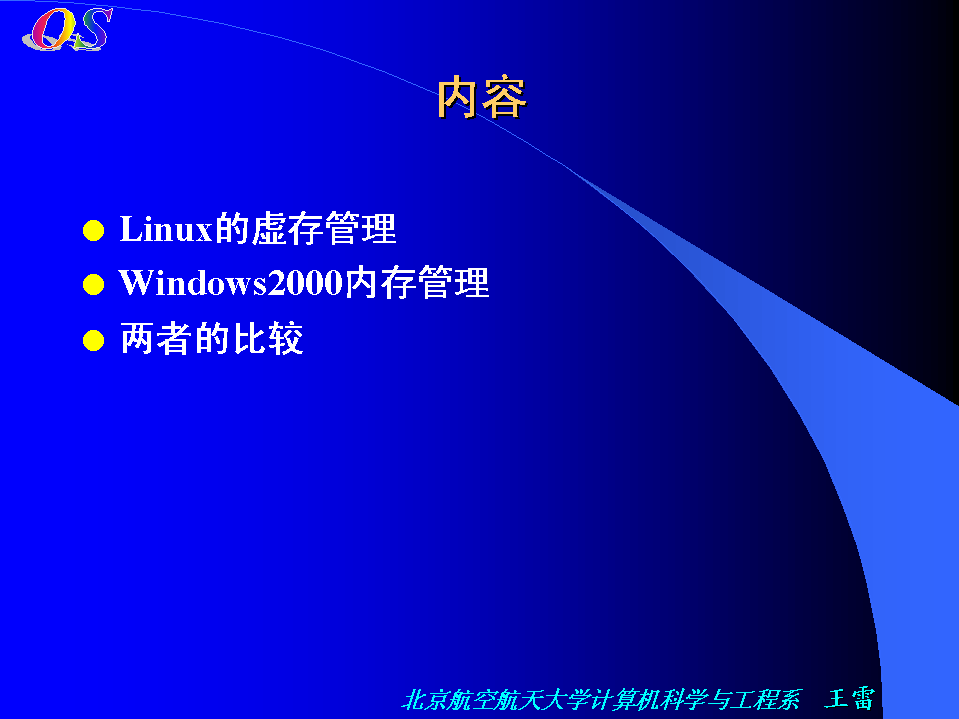 OS
内容
Linux的虚存管理
Windows2000内存管理
两者的比较
北京航空航天大学计算机科学与工程系 王雷